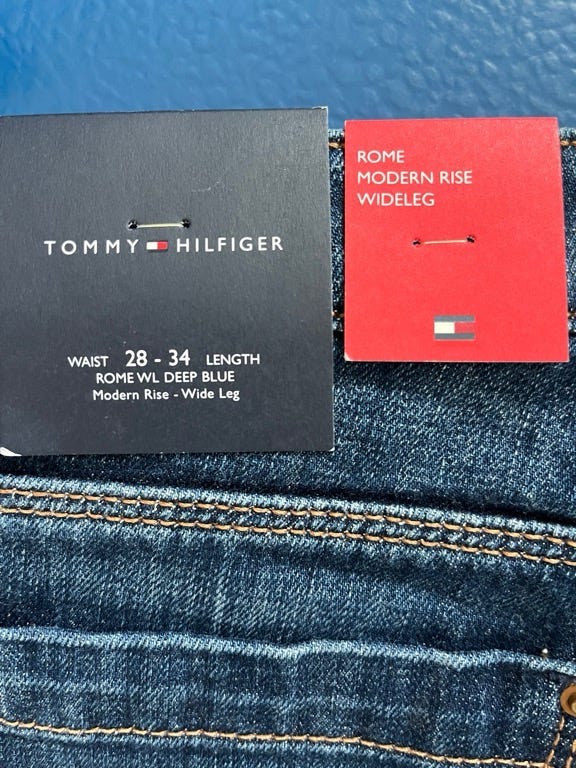 TOMMY HILFIGER
WAIST 28 - 34 LENGTH
ROME WL DEEP BLUE
Modern Rise - Wide Leg
ROME
MODERN RISE
WIDELEG